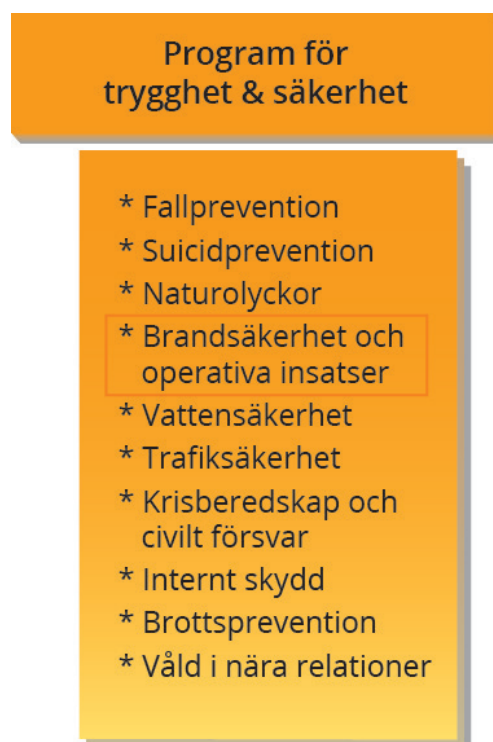 Program för
trygghet & säkerhet
* Fallprevention
* Suicidprevention
* Naturolyckor
* Brandsäkerhet och
operativa insatser
* Vattensäkerhet
* Trafiksäkerhet
* Krisberedskap och
civilt försvar
* Internt skydd
* Brottsprevention
* Våld i nära relationer